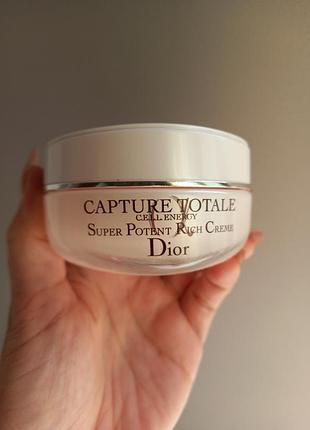 CAPTURE TOTALE
C.E.L.L. ENERGY
SUPER POTENT RICH CREME
Dior